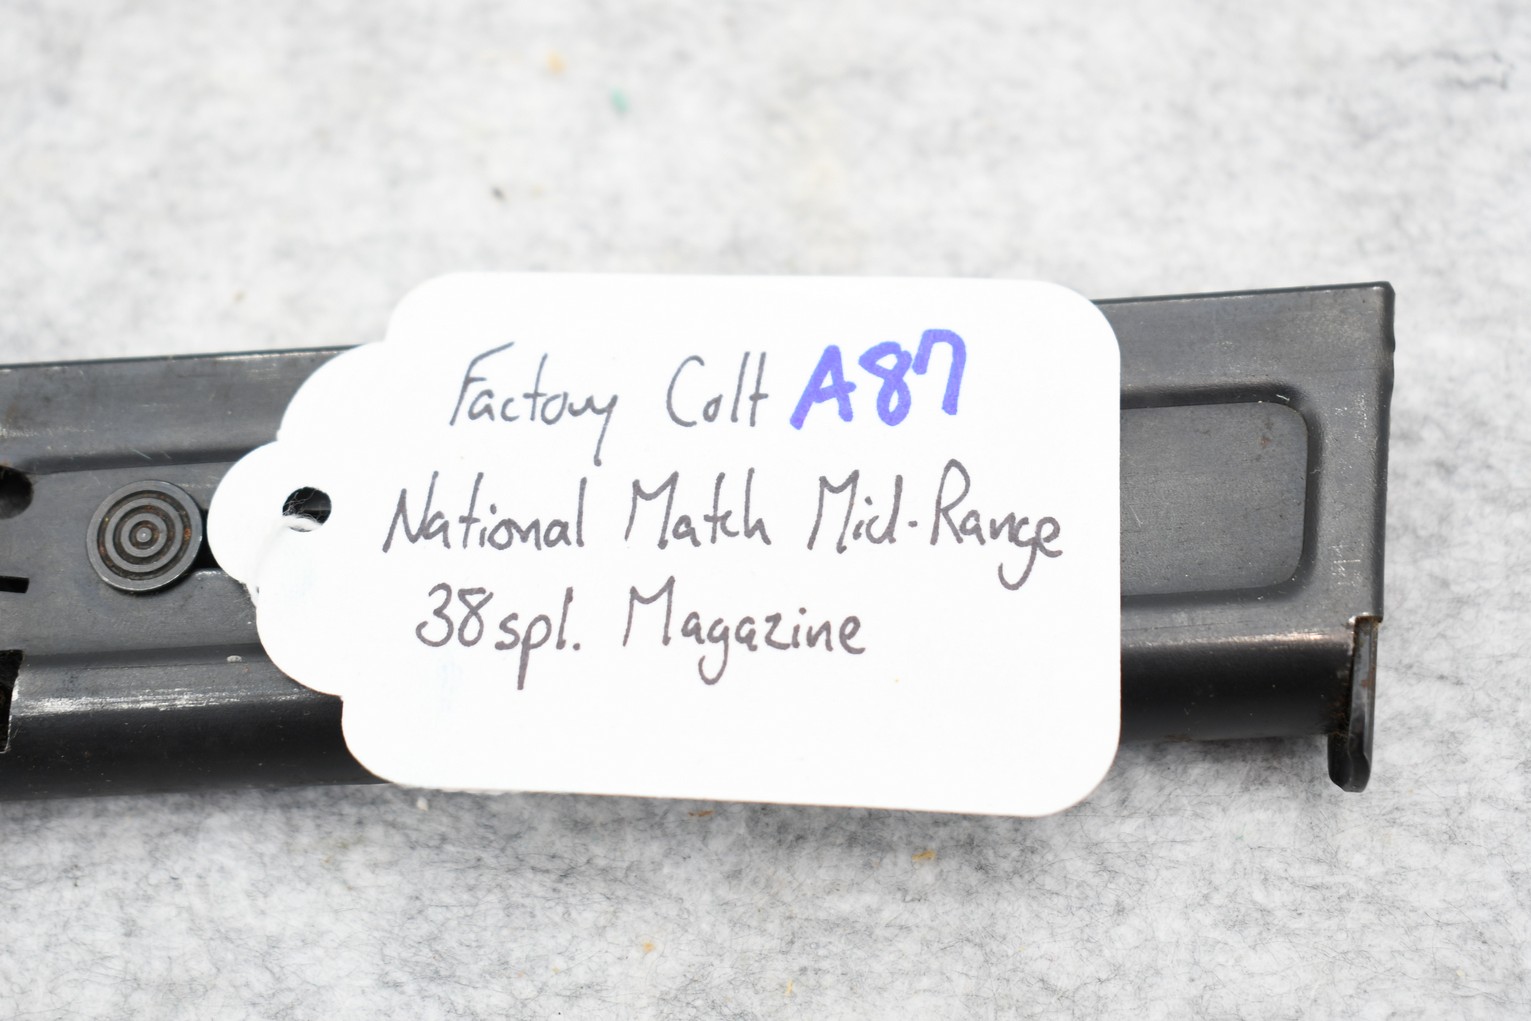 Factory Colt A87
National Match Mid-Range
38spl. Magazine